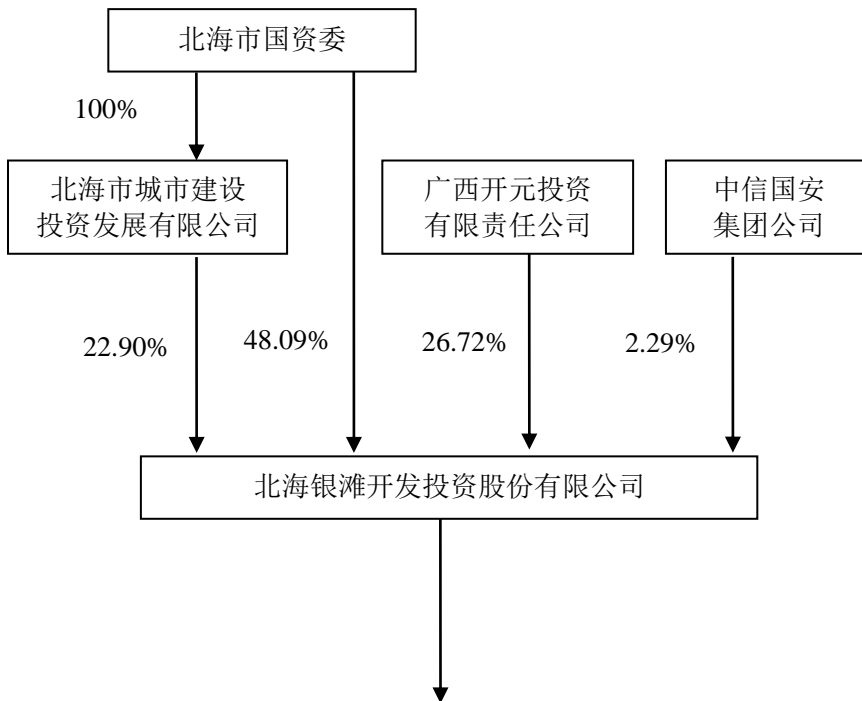 北海市国资委
100%
北海市城市建设
投资发展有限公司
广西开元投资
有限责任公司
中信国安
集团公司
22.90%
48.09%
26.72%
2.29%
北海银滩开发投资股份有限公司